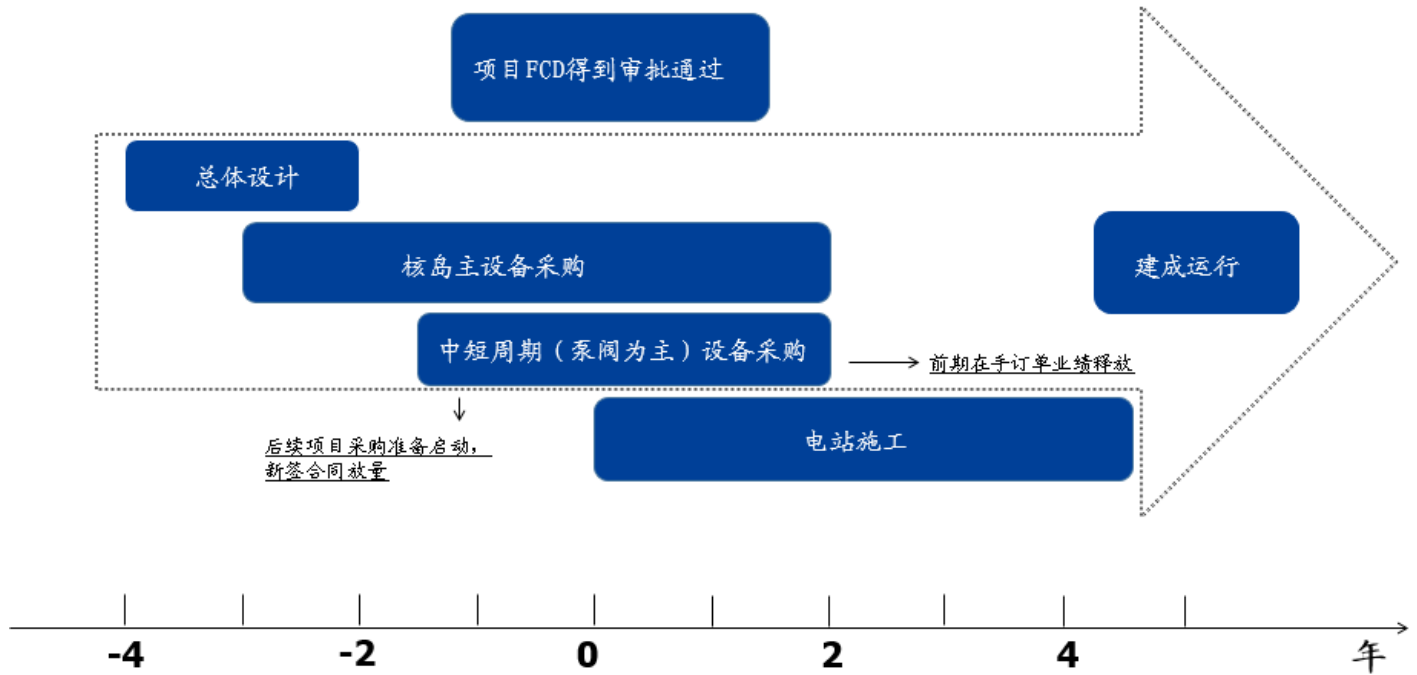 项目FCD得到审批通过
总体设计
核岛主设备采购
建成运行
中短周期（泵阀为主）设备采购
前期在手订单业绩释放
后续项目采购准备启动，
新签合同放量
电站施工
-4
-2
0
2
4
年